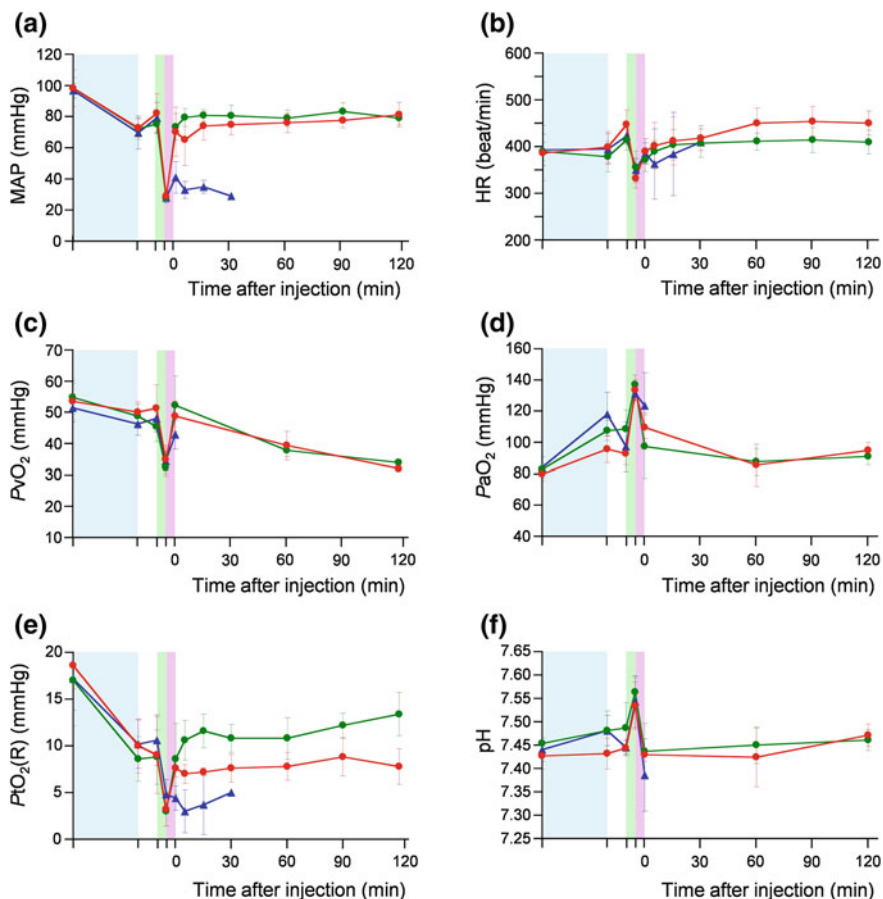 (a)
120
100
80
60
40
20
0
MAP (mmHg)
0 30 60 90 120
Time after injection (min)
(b)
600
500
400
300
200
HR (beat/min)
0 30 60 90 120
Time after injection (min)
(c)
70
60
50
40
30
20
10
0
PvO₂ (mmHg)
0 30 60 90 120
Time after injection (min)
(d)
160
140
120
100
80
60
40
PaO₂ (mmHg)
0 30 60 90 120
Time after injection (min)
(e)
20
15
10
5
0
PtO₂(R) (mmHg)
0 30 60 90 120
Time after injection (min)
(f)
7.65
7.6
7.55
7.5
7.45
7.4
7.35
7.3
7.25
pH
0 30 60 90 120
Time after injection (min)